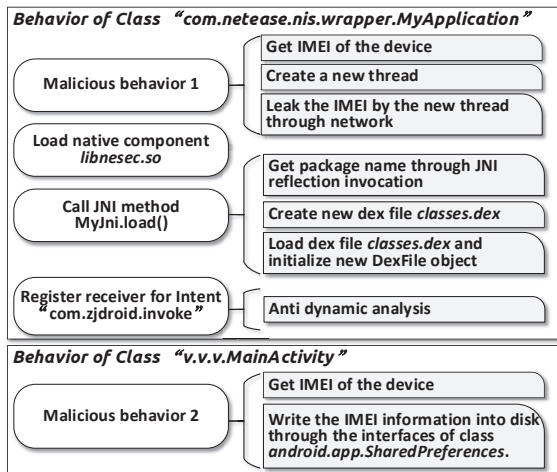 Behavior of Class “com.netease.nis.wrapper.MyApplication”
Malicious behavior 1
Get IMEI of the device
Create a new thread
Leak the IMEI by the new thread
through network
Load native component
libnesec.so
Call JNI method
MyJni.load()
Get package name through JNI
reflection invocation
Create new dex file classes.dex
Load dex file classes.dex and
initialize new DexFile object
Register receiver for Intent
“com.zjdroid.invoke”
Anti dynamic analysis
Behavior of Class “v.v.v.MainActivity”
Malicious behavior 2
Get IMEI of the device
Write the IMEI information into disk
through the interfaces of class
android.app.SharedPreferences.